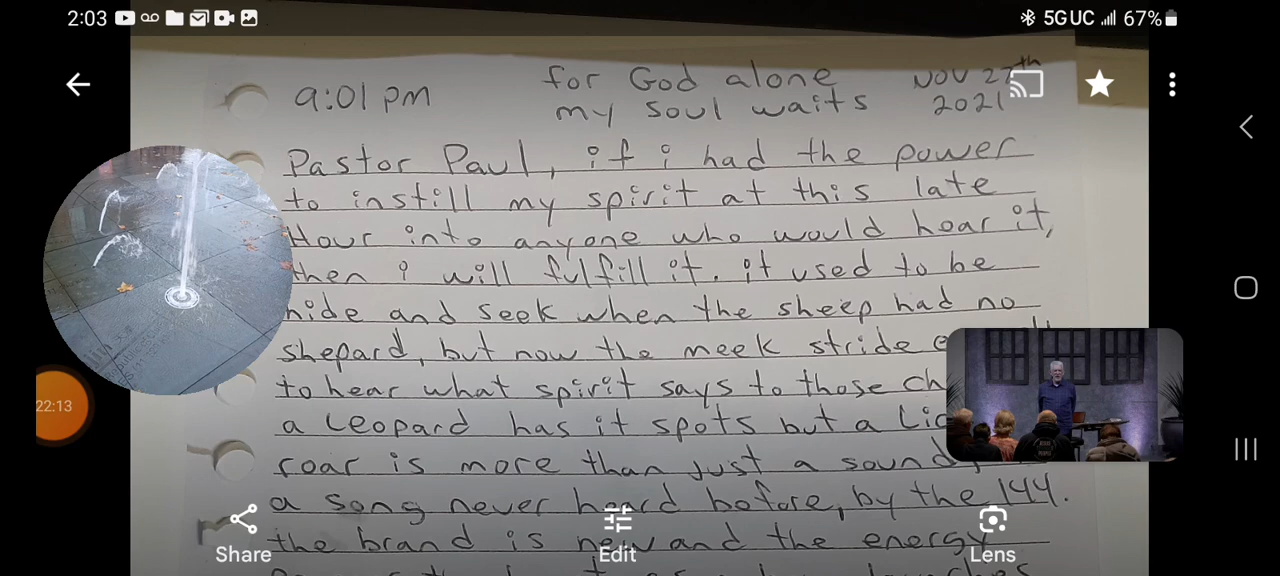 2:03
5G UC 67%
9:01 pm
for God alone
my soul waits
Nov 27th
2021
Pastor Paul, if i had the power
to instill my spirit at this late
Hour into anyone who would hear it,
then i will fulfill it. it used to be
hide and seek when the sheep had no
shepard, but now the meek stride
to hear what spirit says to those
a Leopard has it spots but a
roar is more than just a sound,
a song never heard before, by the 144.
the brand is new and the energy
22:13
Share
Edit
Lens